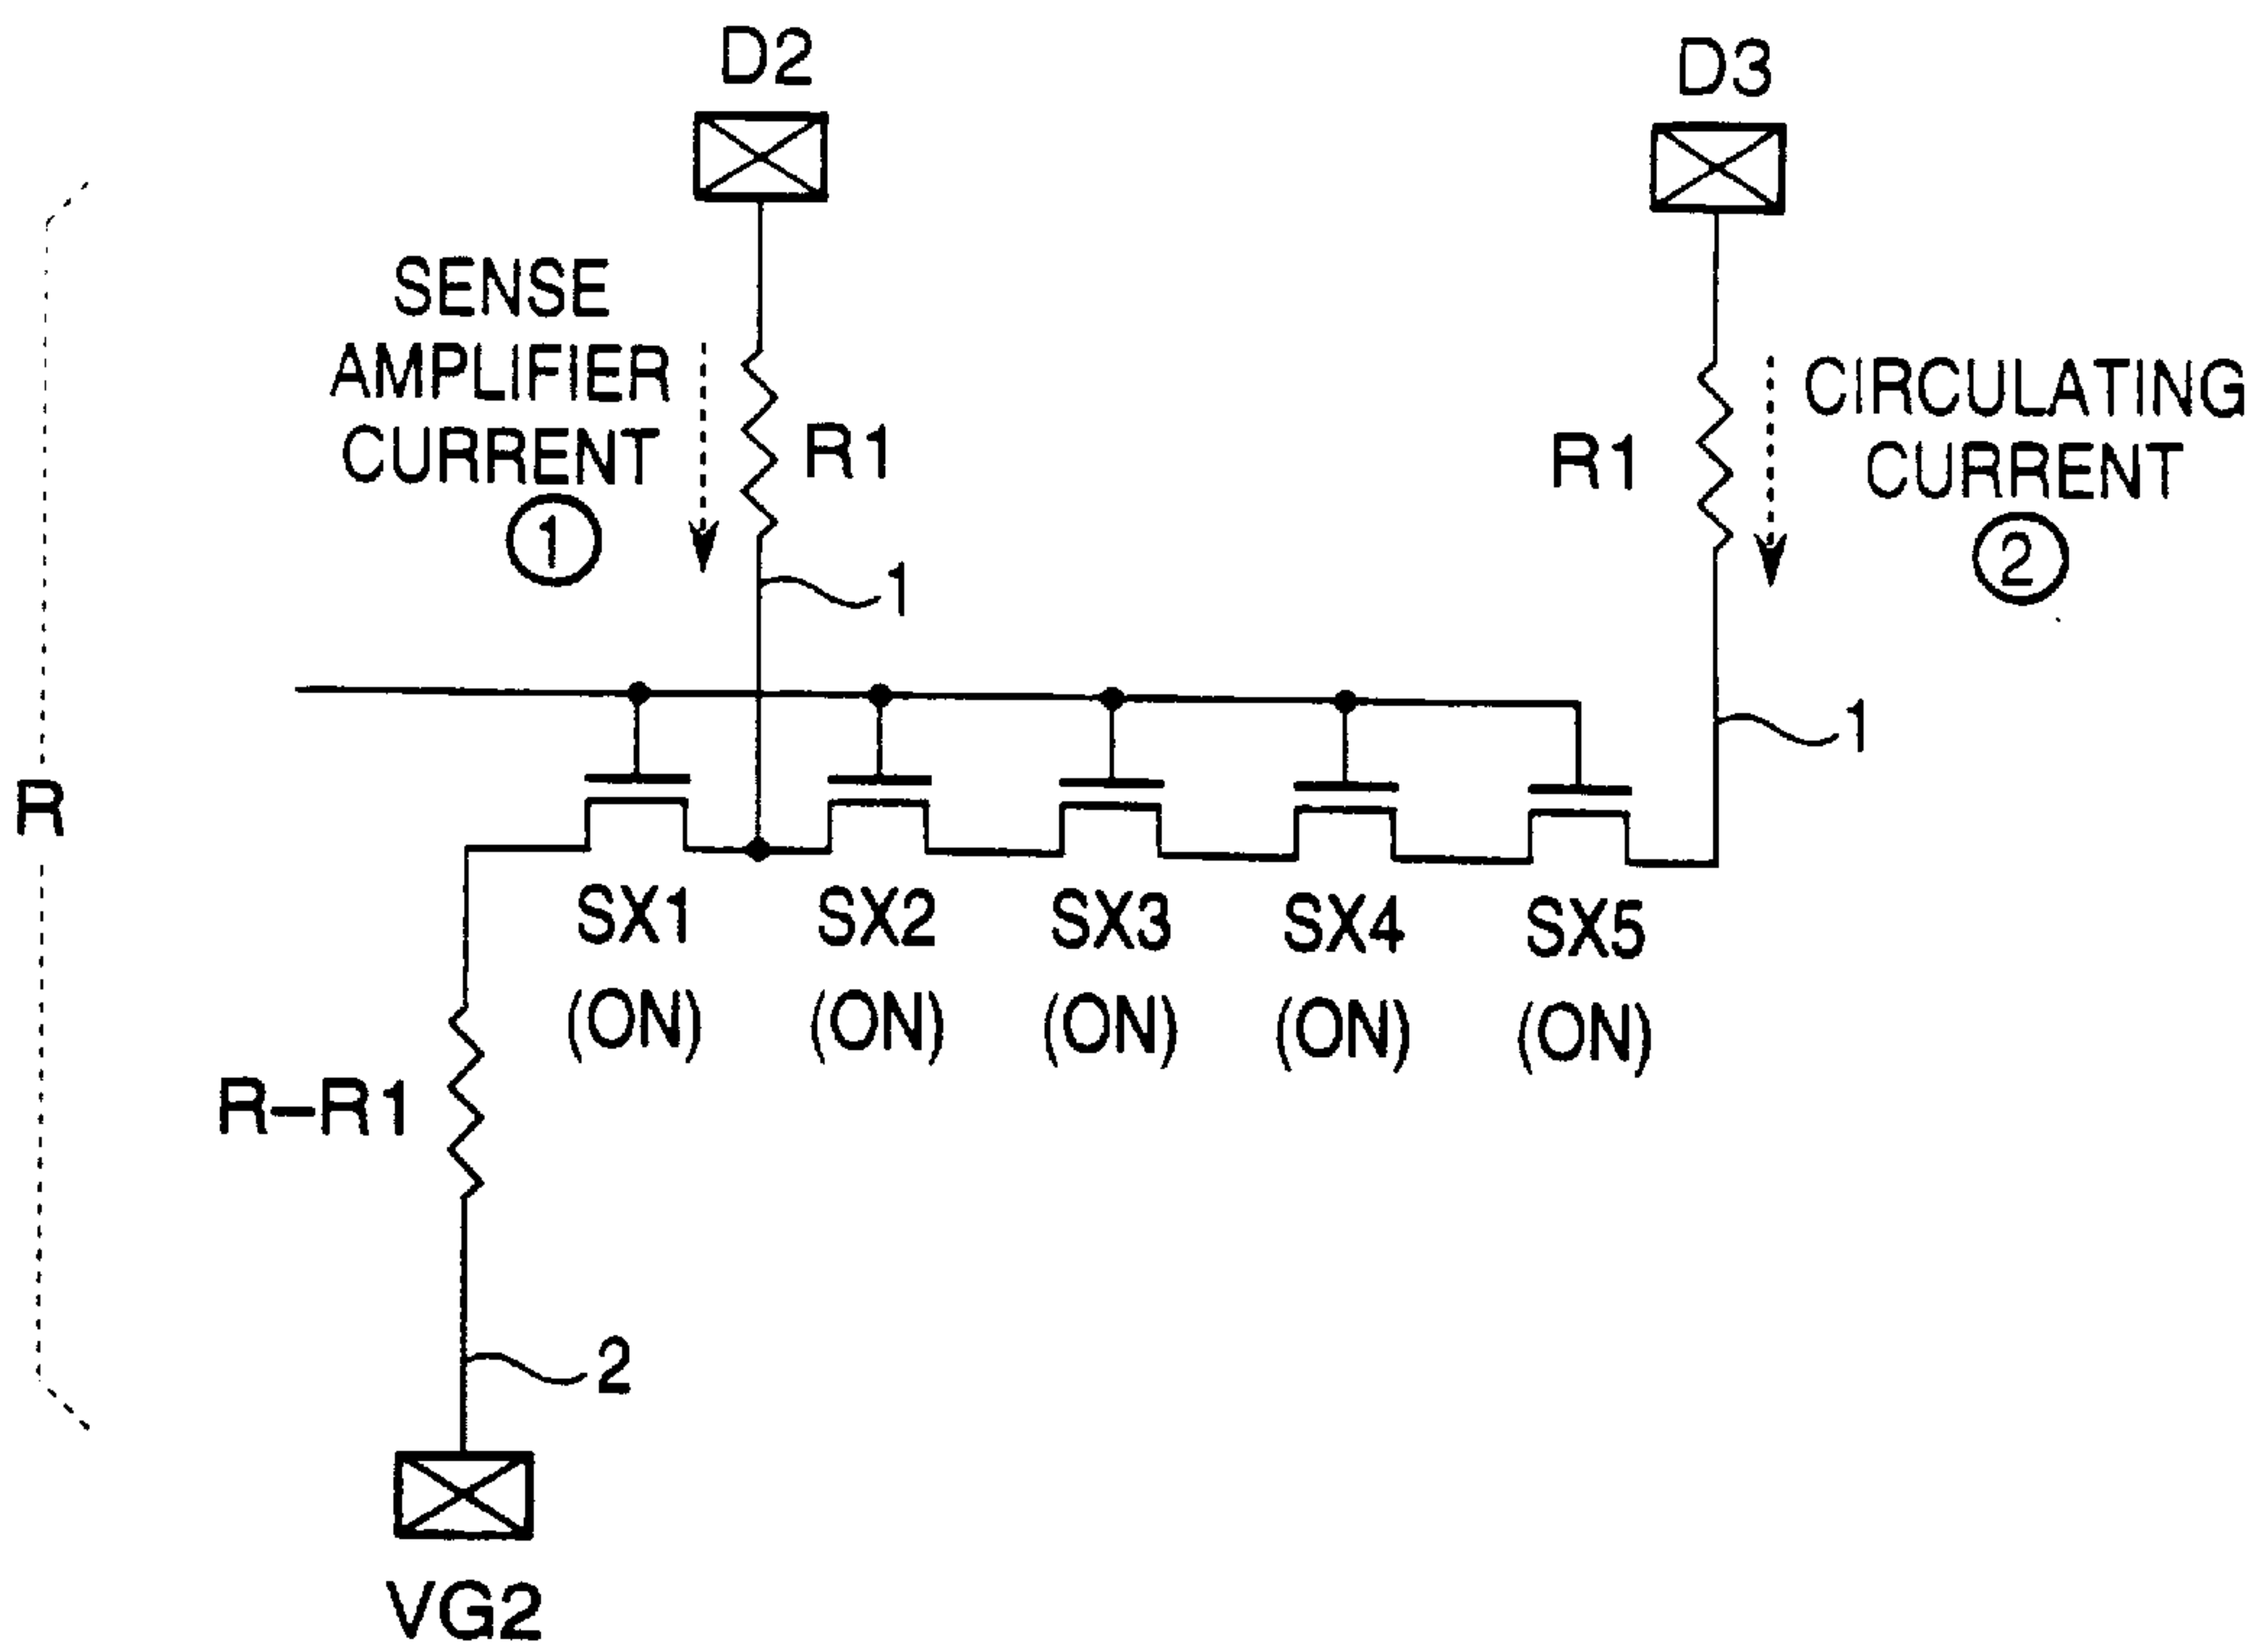 D2
D3
SENSE
AMPLIFIER
CURRENT
①
R1
R1
CIRCULATING
CURRENT
②
1
1
R
SX1
SX2
SX3
SX4
SX5
(ON)
(ON)
(ON)
(ON)
(ON)
R-R1
2
VG2